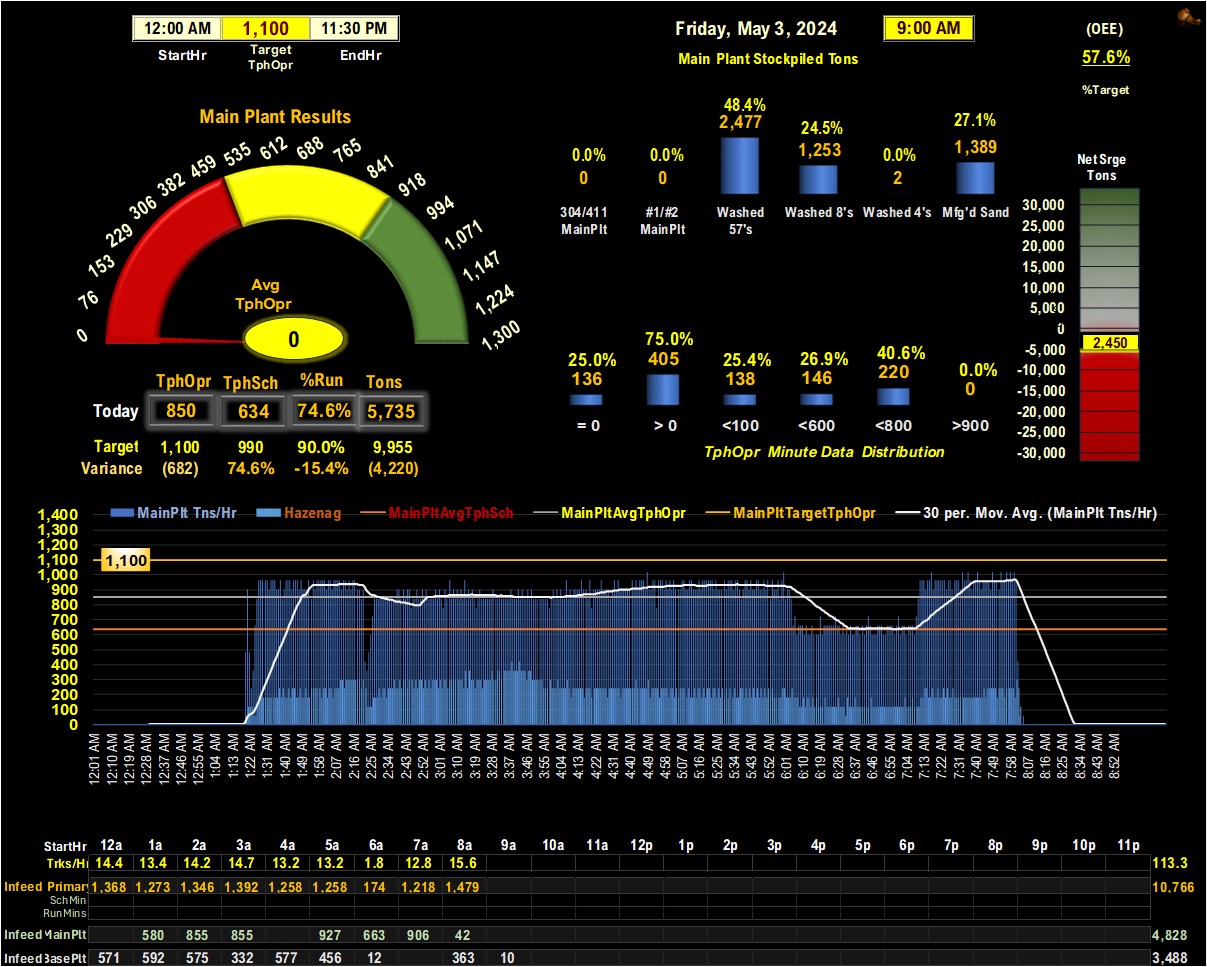 12:00 AM 1,100 11:30 PM
StartHr Target TphOpr EndHr
Friday, May 3, 2024 9:00 AM
Main Plant Stockpiled Tons
(OEE)
57.6%
%Target
Main Plant Results
0 76 153 229 306 382 459 535 612 688 765 841 918 994 1,071 1,147 1,224 1,300
Avg
TphOpr
0
0.0% 0.0% 48.4% 24.5% 0.0% 27.1%
0 0 2,477 1,253 2 1,389
304/411 MainPlt #1/#2 MainPlt Washed 57's Washed 8's Washed 4's Mfg'd Sand
Net Srge
Tons
30,000
25,000
20,000
15,000
10,000
5,000
0
2,450
-5,000
-10,000
-15,000
-20,000
-25,000
-30,000
TphOpr TphSch %Run Tons
Today 850 634 74.6% 5,735
Target 1,100 990 90.0% 9,955
Variance (682) 74.6% -15.4% (4,220)
25.0% 75.0% 25.4% 26.9% 40.6% 0.0%
136 405 138 146 220 0
= 0 > 0 <100 <600 <800 >900
TphOpr Minute Data Distribution
MainPlt Tns/Hr Hazenag MainPltAvgTphSch MainPltAvgTphOpr MainPltTargetTphOpr 30 per. Mov. Avg. (MainPlt Tns/Hr)
1,400
1,300
1,200
1,100
1,000
900
800
700
600
500
400
300
200
100
0
1,100
12:01 AM 12:10 AM 12:19 AM 12:28 AM 12:37 AM 12:46 AM 12:55 AM 1:04 AM 1:13 AM 1:22 AM 1:31 AM 1:40 AM 1:49 AM 1:58 AM 2:07 AM 2:16 AM 2:25 AM 2:34 AM 2:43 AM 2:52 AM 3:01 AM 3:10 AM 3:19 AM 3:28 AM 3:37 AM 3:46 AM 3:55 AM 4:04 AM 4:13 AM 4:22 AM 4:31 AM 4:40 AM 4:49 AM 4:58 AM 5:07 AM 5:16 AM 5:25 AM 5:34 AM 5:43 AM 5:52 AM 6:01 AM 6:10 AM 6:19 AM 6:28 AM 6:37 AM 6:46 AM 6:55 AM 7:04 AM 7:13 AM 7:22 AM 7:31 AM 7:40 AM 7:49 AM 7:58 AM 8:07 AM 8:16 AM 8:25 AM 8:34 AM 8:43 AM 8:52 AM
StartHr 12a 1a 2a 3a 4a 5a 6a 7a 8a 9a 10a 11a 12p 1p 2p 3p 4p 5p 6p 7p 8p 9p 10p 11p
Trks/H 14.4 13.4 14.2 14.7 13.2 13.2 1.8 12.8 15.6 113.3
Infeed Primary 1,368 1,273 1,346 1,392 1,258 1,258 174 1,218 1,479 10,766
Sch Min
Run Mins
Infeed MainPlt 580 855 855 927 663 906 42 4,828
Infeed BasePlt 571 592 575 332 577 456 12 363 10 3,488